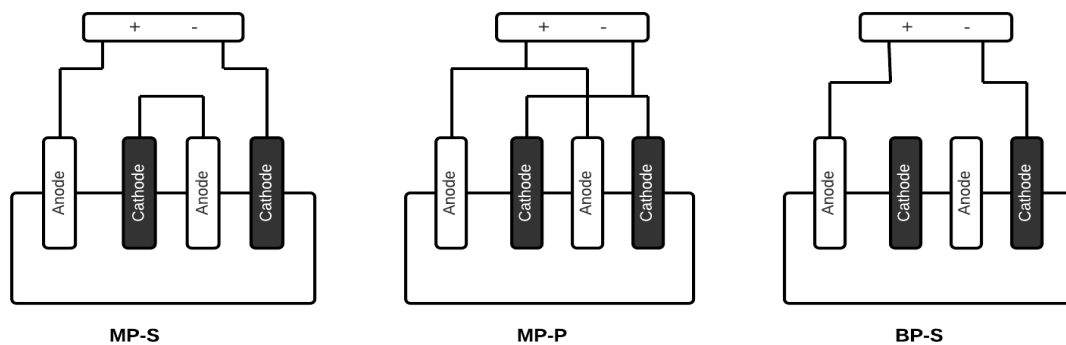 + -
Anode
Cathode
Anode
Cathode
MP-S
+ -
Anode
Cathode
Anode
Cathode
MP-P
+ -
Anode
Cathode
Anode
Cathode
BP-S